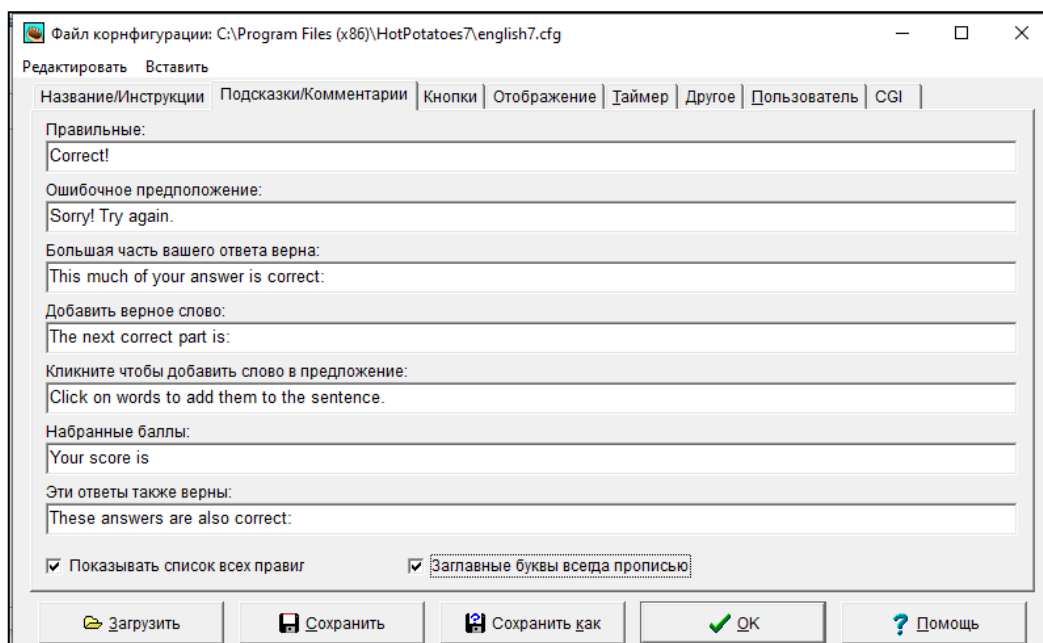 Файл корнфигурации: C:\Program Files (x86)\HotPotatoes7\english7.cfg
Редактировать Вставить
Название/Инструкции Подсказки/Комментарии Кнопки Отображение Таймер Другое Пользователь CGI
Правильные:
Correct!
Ошибочное предположение:
Sorry! Try again.
Большая часть вашего ответа верна:
This much of your answer is correct:
Добавить верное слово:
The next correct part is:
Кликните чтобы добавить слово в предложение:
Click on words to add them to the sentence.
Набранные баллы:
Your score is
Эти ответы также верны:
These answers are also correct:
Показывать список всех правиг Заглавные буквы всегда прописью
Загрузить Сохранить Сохранить как OK Помощь